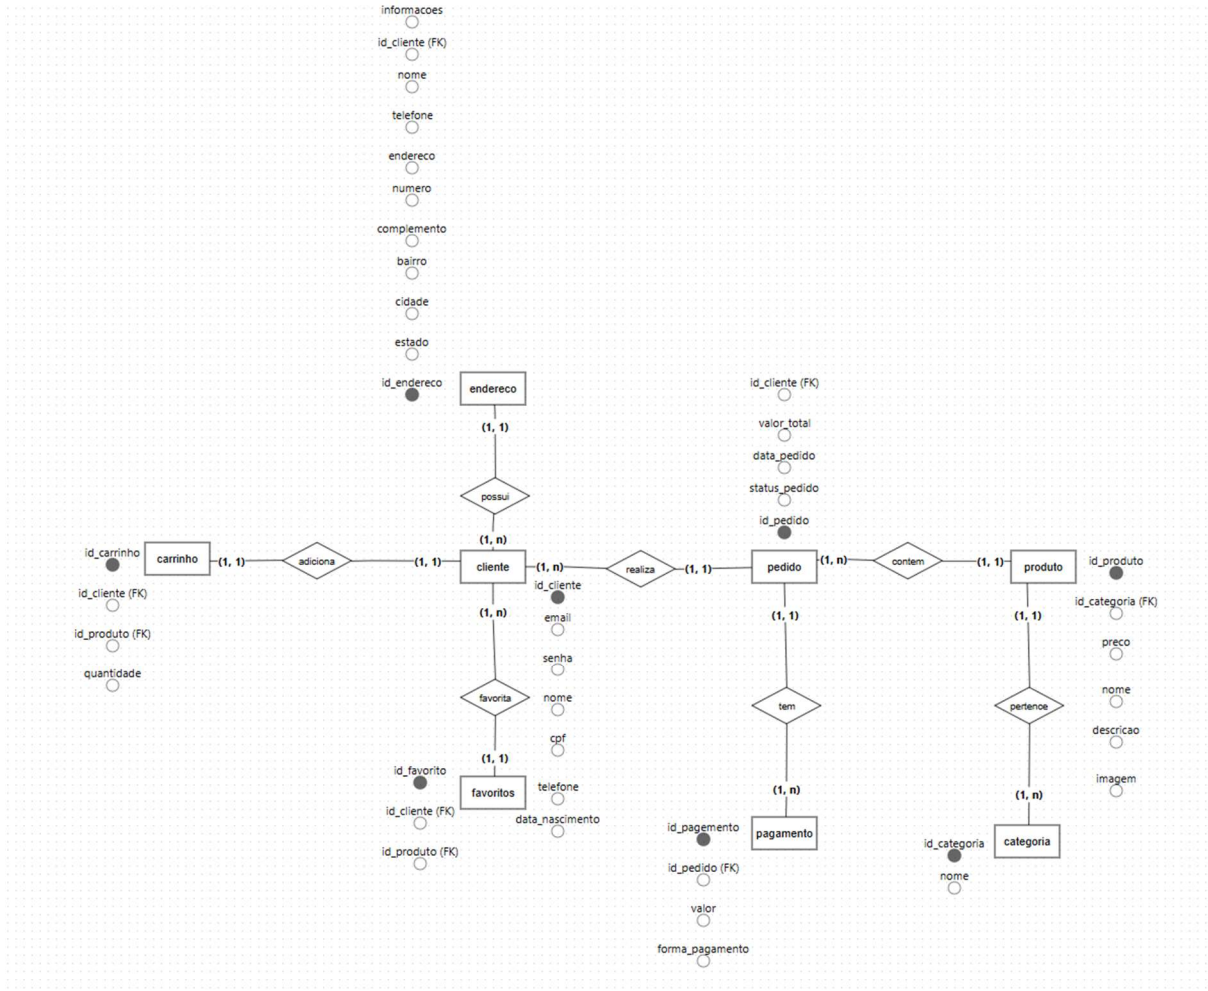 informacoes
id_cliente (FK)
nome
telefone
endereco
numero
complemento
bairro
cidade
estado
id_endereco
endereco
(1, 1)
possui
(1, n)
id_cliente (FK)
valor_total
data_pedido
status_pedido
id_pedido
id_carrinho
id_cliente (FK)
id_produto (FK)
quantidade
carrinho
(1, 1)
adiciona
(1, 1)
cliente
(1, n)
realiza
(1, 1)
pedido
(1, n)
contem
(1, 1)
produto
id_produto
id_categoria (FK)
preco
nome
descricao
imagem
id_cliente
email
senha
nome
cpf
telefone
data_nascimento
(1, n)
favorita
(1, 1)
favoritos
id_favorito
id_cliente (FK)
id_produto (FK)
(1, 1)
tem
(1, n)
pagamento
id_pagemento
id_pedido (FK)
valor
forma_pagamento
(1, 1)
pertence
(1, n)
categoria
id_categoria
nome